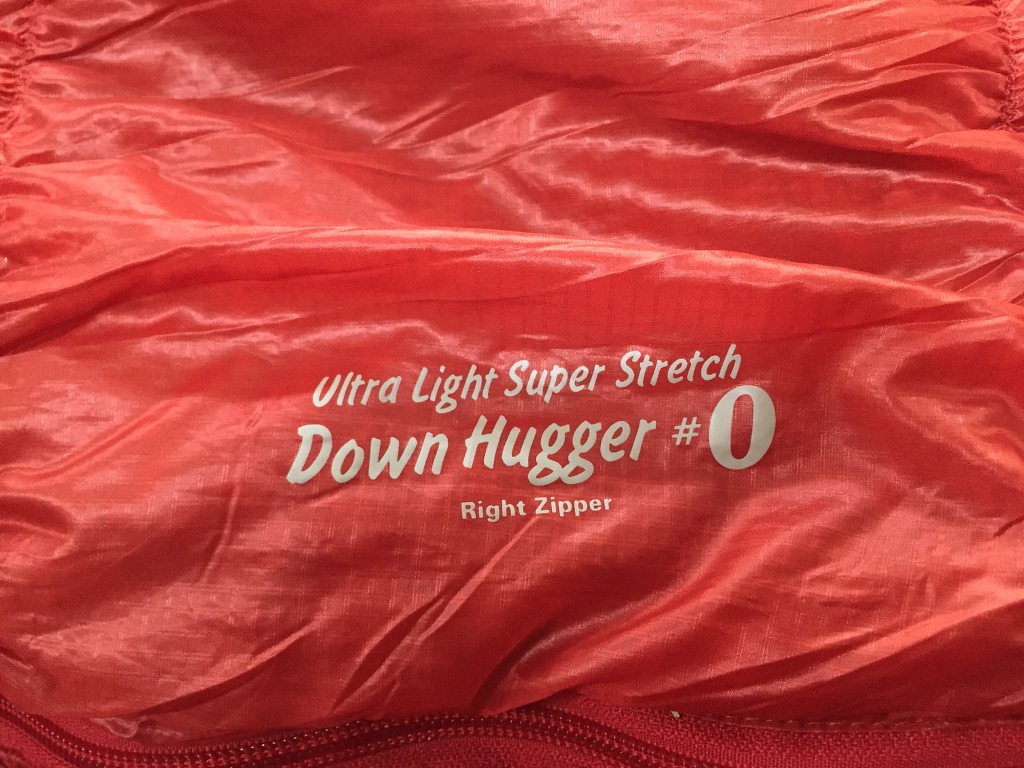 Ultra Light Super Stretch
Down Hugger #0
Right Zipper